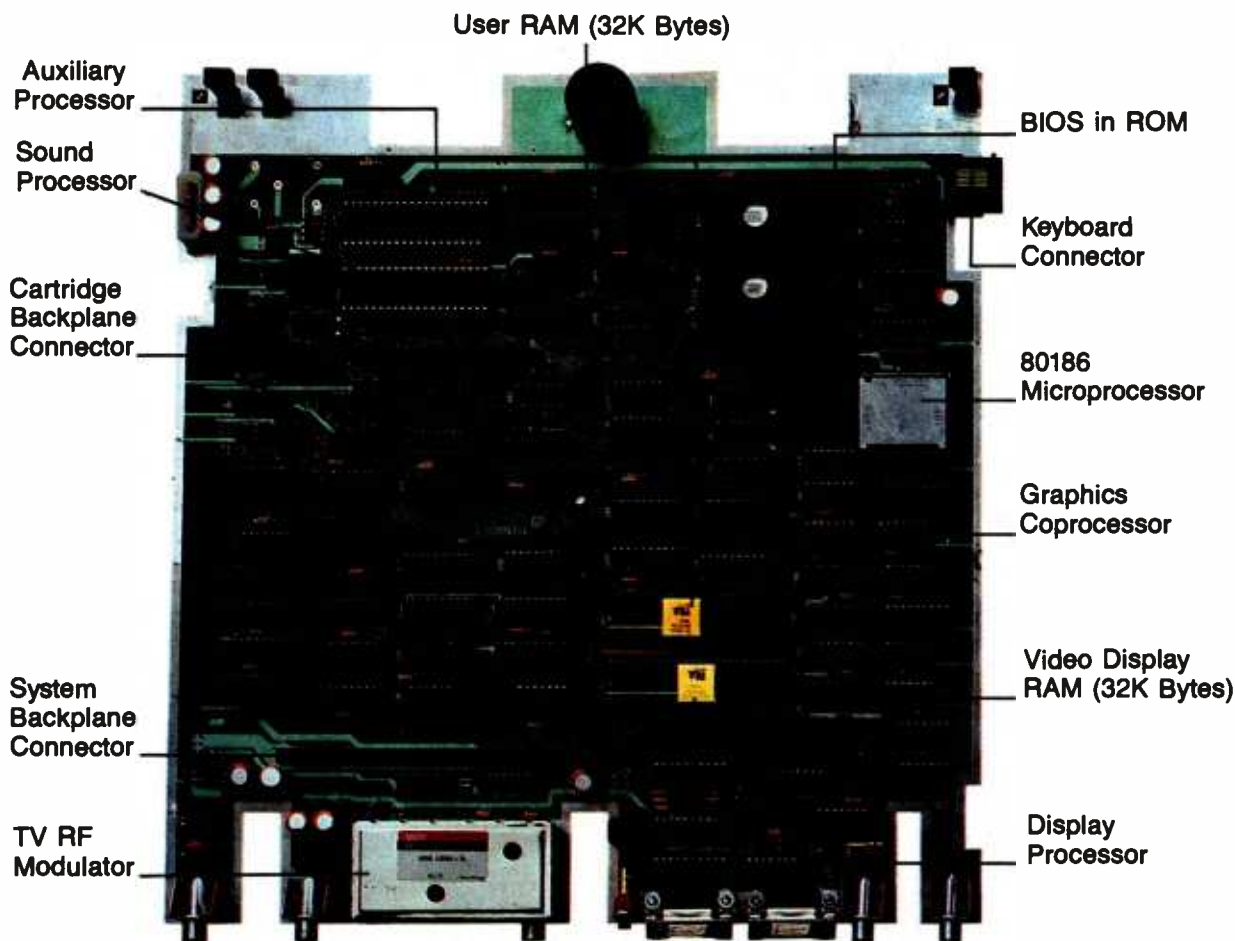 User RAM (32K Bytes)
Auxiliary
Processor
BIOS in ROM
Sound
Processor
Keyboard
Connector
Cartridge
Backplane
Connector
80186
Microprocessor
Graphics
Coprocessor
System
Backplane
Connector
Video Display
RAM (32K Bytes)
TV RF
Modulator
Display
Processor